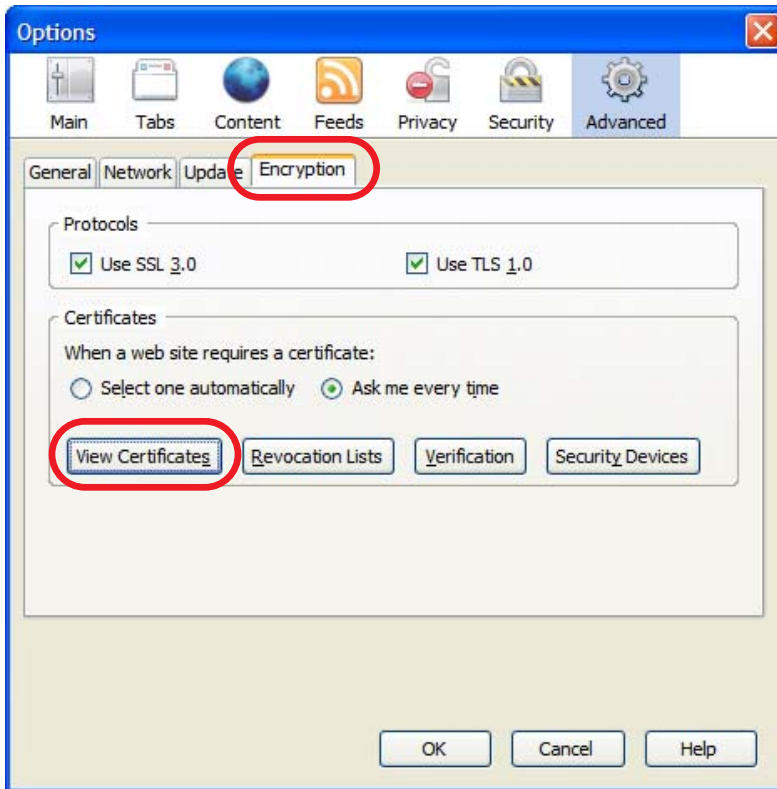 Options
Main Tabs Content Feeds Privacy Security Advanced
General Network Update Encryption
Protocols
Use SSL 3.0 Use TLS 1.0
Certificates
When a web site requires a certificate:
Select one automatically Ask me every time
View Certificates Revocation Lists Verification Security Devices
OK Cancel Help